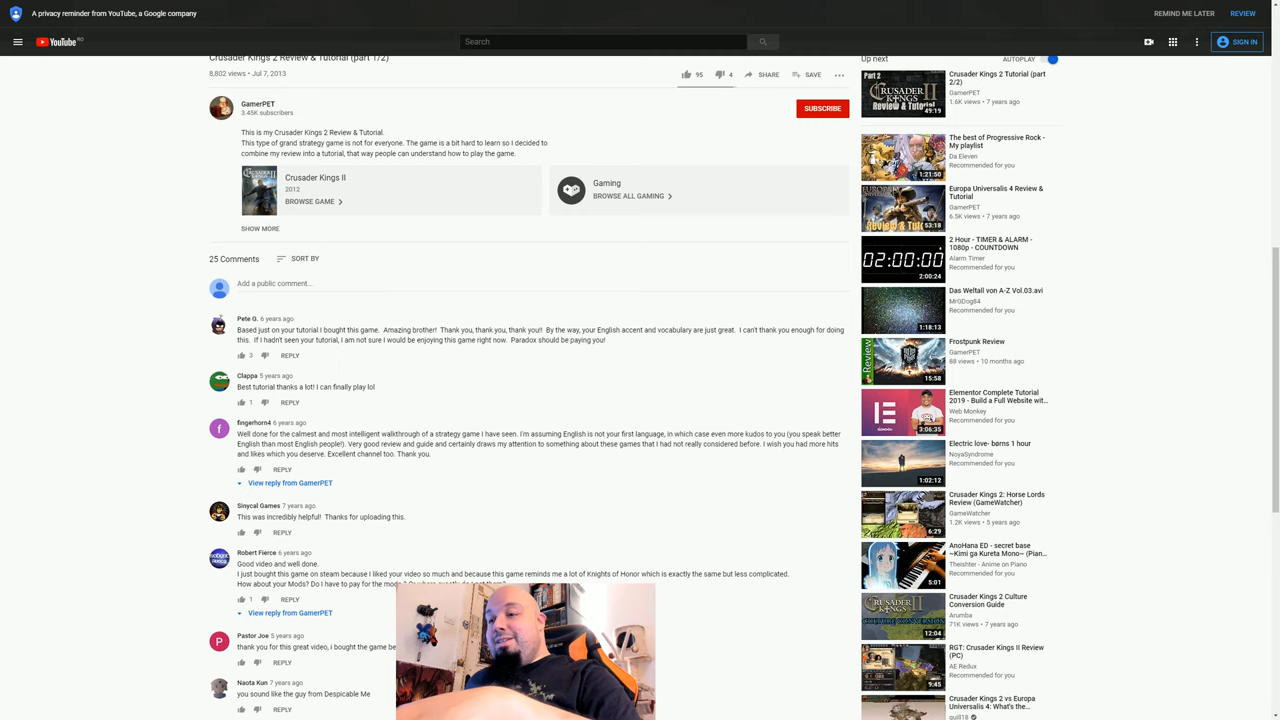 A privacy reminder from YouTube, a Google company
REMIND ME LATER
REVIEW
YouTube RO
Search
SIGN IN
Crusader Kings 2 Review & Tutorial (part 1/2)
8,802 views • Jul 7, 2013
95
4
SHARE
SAVE
GamerPET
3.45K subscribers
SUBSCRIBE
This is my Crusader Kings 2 Review & Tutorial.
This type of grand strategy game is not for everyone. The game is a bit hard to learn so I decided to
combine my review into a tutorial, that way people can understand how to play the game.
Crusader Kings II
2012
BROWSE GAME
Gaming
BROWSE ALL GAMING
SHOW MORE
25 Comments
SORT BY
Add a public comment...
Pete G. 6 years ago
Based just on your tutorial I bought this game. Amazing brother! Thank you, thank you, thank you!! By the way, your English accent and vocabulary are just great. I can't thank you enough for doing
this. If I hadn't seen your tutorial, I am not sure I would be enjoying this game right now. Paradox should be paying you!
3
REPLY
Clappa 5 years ago
Best tutorial thanks a lot! I can finally play lol
1
REPLY
fingerhorn4 6 years ago
Well done for the calmest and most intelligent walkthrough of a strategy game I have seen. I'm assuming English is not your first language, in which case even more kudos to you (you speak better
English than most English people!). Very good review and guide and certainly draws my attention to something about these games that I had not really considered before. I wish you had more hits
and likes which you deserve. Excellent channel too. Thank you.
REPLY
View reply from GamerPET
Sinycal Games 7 years ago
This was incredibly helpful! Thanks for uploading this.
REPLY
Robert Fierce 6 years ago
Good video and well done.
I just bought this game on steam because I liked your video so much and because this game reminds me a lot of Knights of Honor which is exactly the same but less complicated.
How about your Mods? Do I have to pay for the
1
REPLY
View reply from GamerPET
Pastor Joe 5 years ago
thank you for this great video, i bought the game
REPLY
Naota Kun 7 years ago
you sound like the guy from Despicable Me
REPLY
Up next
AUTOPLAY
Part 2
CRUSADER KINGS II
Review & Tutorial
49:19
Crusader Kings 2 Tutorial (part
2/2)
GamerPET
1.6K views • 7 years ago
1:21:50
The best of Progressive Rock -
My playlist
Da Eleven
Recommended for you
53:18
Europa Universalis 4 Review &
Tutorial
GamerPET
6.5K views • 7 years ago
02:00:00
2:00:24
2 Hour - TIMER & ALARM -
1080p - COUNTDOWN
Alarm Timer
Recommended for you
1:18:13
Das Weltall von A-Z Vol.03.avi
MrGDog84
Recommended for you
Review
15:58
Frostpunk Review
GamerPET
88 views • 10 months ago
3:06:35
Elementor Complete Tutorial
2019 - Build a Full Website wit...
Web Monkey
Recommended for you
1:02:12
Electric love- børns 1 hour
NoyaSyndrome
Recommended for you
6:29
Crusader Kings 2: Horse Lords
Review (GameWatcher)
GameWatcher
1.2K views • 5 years ago
5:01
AnoHana ED - secret base
~Kimi ga Kureta Mono~ (Pian...
Theishter - Anime on Piano
Recommended for you
CRUSADER KINGS II
CULTURE CONVERSION
12:04
Crusader Kings 2 Culture
Conversion Guide
Arumba
71K views • 7 years ago
9:45
RGT: Crusader Kings II Review
(PC)
AE Redux
Recommended for you
Crusader Kings 2 vs Europa
Universalis 4: What's the...
quill18